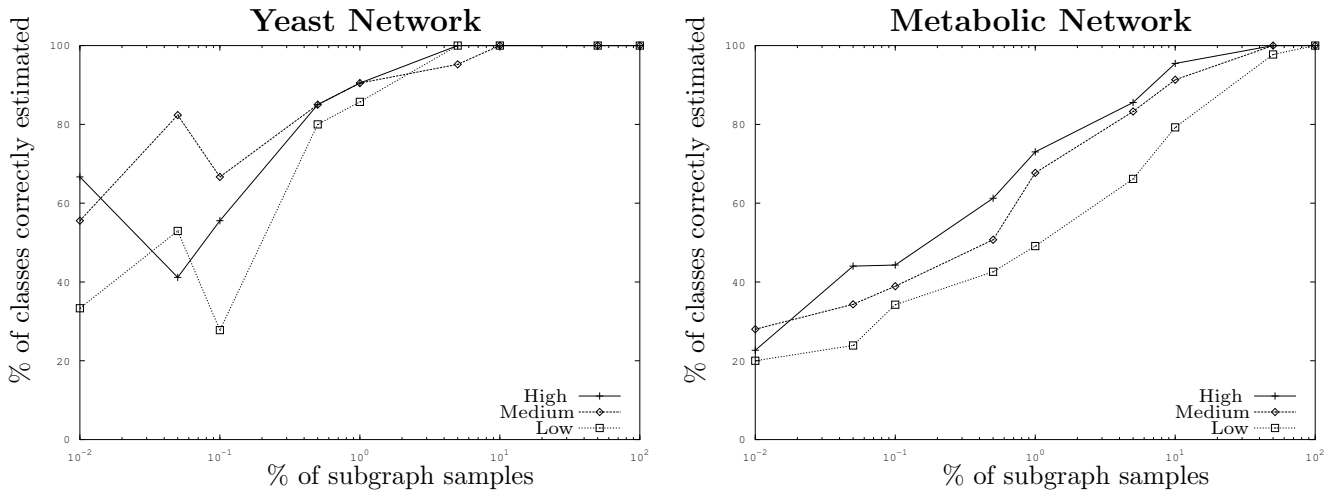 Yeast Network
% of classes correctly estimated
100
80
60
40
20
0
High
Medium
Low
10^-2
10^-1
10^0
10^1
10^2
% of subgraph samples
Metabolic Network
% of classes correctly estimated
100
80
60
40
20
0
High
Medium
Low
10^-2
10^-1
10^0
10^1
10^2
% of subgraph samples